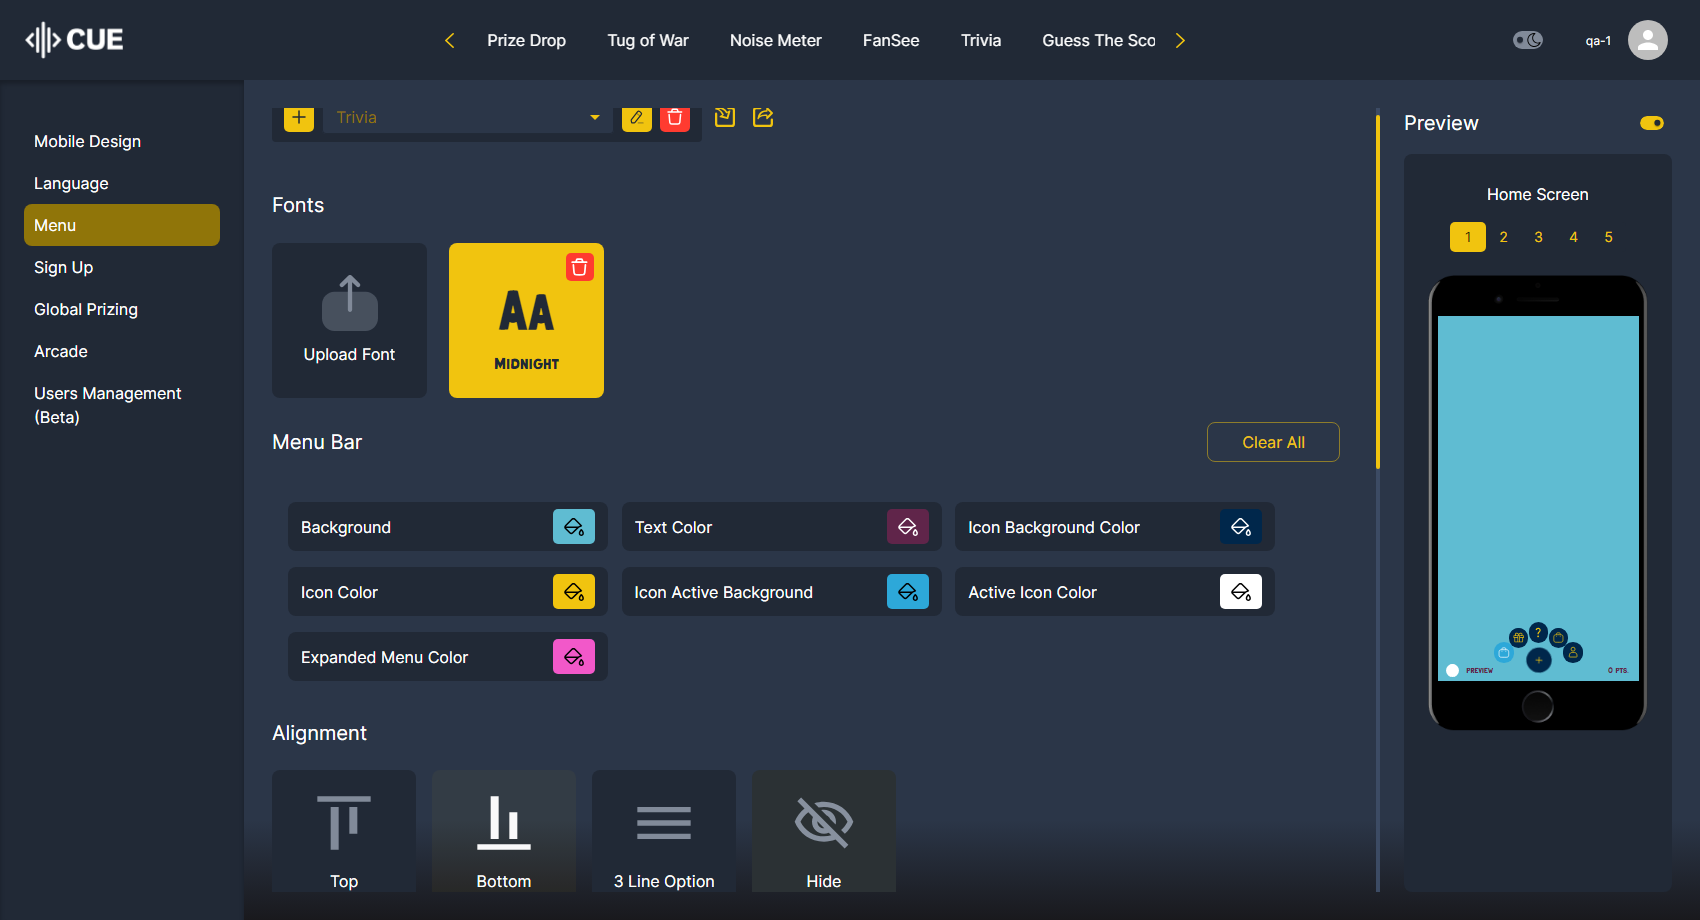 CUE
Prize Drop
Tug of War
Noise Meter
FanSee
Trivia
Guess The Sco
qa-1
Mobile Design
Language
Menu
Sign Up
Global Prizing
Arcade
Users Management
(Beta)
Trivia
Fonts
Upload Font
AA
MIDNIGHT
Menu Bar
Clear All
Background
Text Color
Icon Background Color
Icon Color
Icon Active Background
Active Icon Color
Expanded Menu Color
Alignment
Top
Bottom
3 Line Option
Hide
Preview
Home Screen
1 2 3 4 5
?
PREVIEW
0 PTS